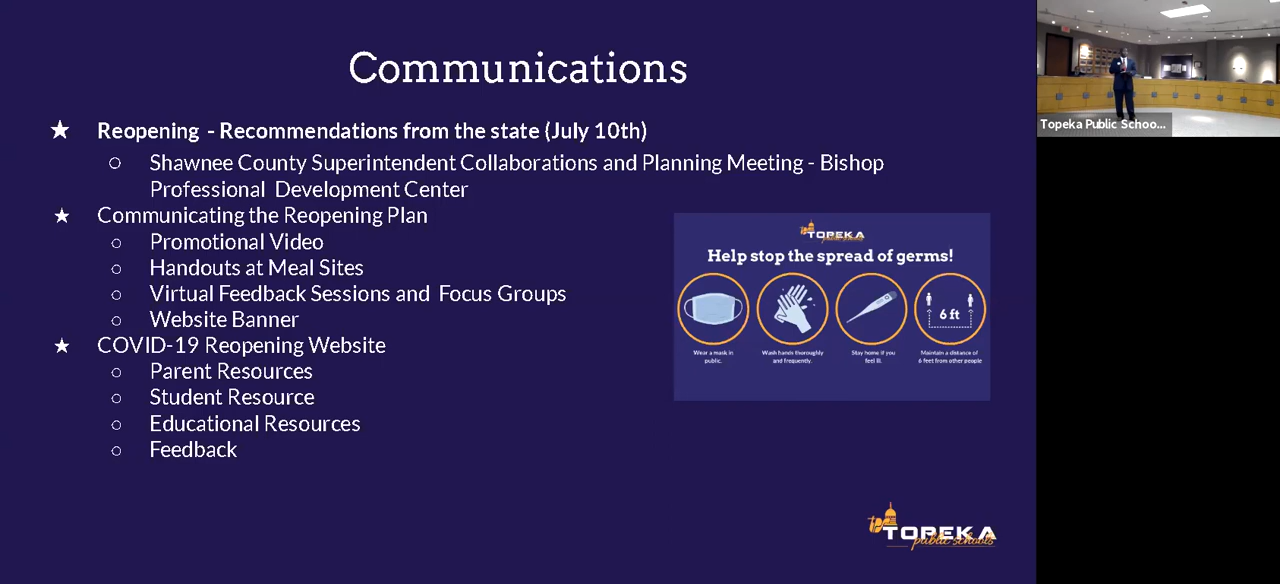 Communications
★ Reopening - Recommendations from the state (July 10th)
○ Shawnee County Superintendent Collaborations and Planning Meeting - Bishop
Professional Development Center
★ Communicating the Reopening Plan
○ Promotional Video
○ Handouts at Meal Sites
○ Virtual Feedback Sessions and Focus Groups
○ Website Banner
★ COVID-19 Reopening Website
○ Parent Resources
○ Student Resource
○ Educational Resources
○ Feedback
TOPEKA
public schools
Help stop the spread of germs!
6 ft
Wear a mask in
public.
Wash hands thoroughly
and frequently.
Stay home if you
feel ill.
Maintain a distance of
6 feet from other people
TOPEKA
public schools
Topeka Public Schoo...